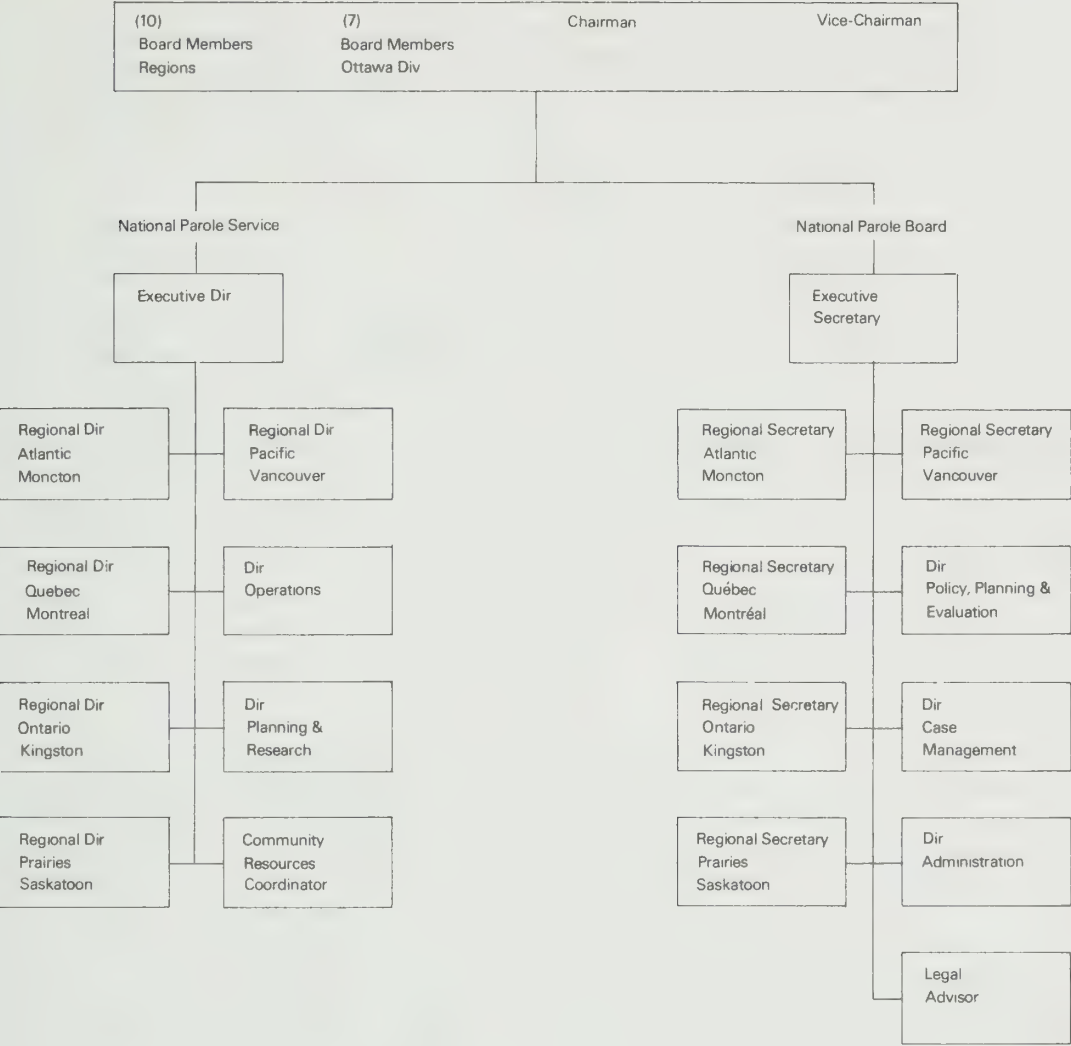 (10)
Board Members
Regions
(7)
Board Members
Ottawa Div
Chairman
Vice-Chairman
National Parole Service
National Parole Board
Executive Dir
Executive
Secretary
Regional Dir
Atlantic
Moncton
Regional Dir
Pacific
Vancouver
Regional Dir
Quebec
Montreal
Dir
Operations
Regional Dir
Ontario
Kingston
Dir
Planning &
Research
Regional Dir
Prairies
Saskatoon
Community
Resources
Coordinator
Regional Secretary
Atlantic
Moncton
Regional Secretary
Pacific
Vancouver
Regional Secretary
Québec
Montréal
Dir
Policy, Planning &
Evaluation
Regional Secretary
Ontario
Kingston
Dir
Case
Management
Regional Secretary
Prairies
Saskatoon
Dir
Administration
Legal
Advisor